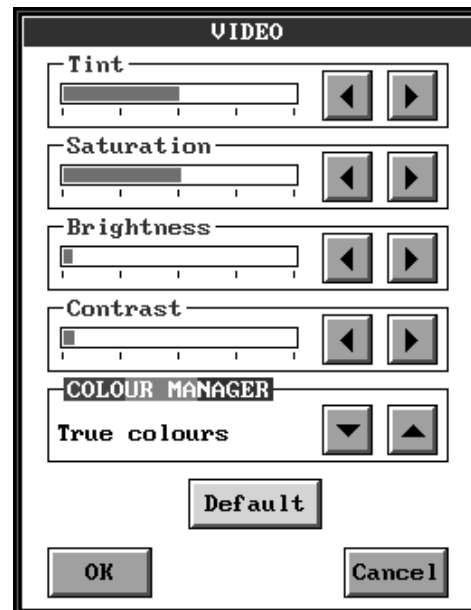 VIDEO
Tint
Saturation
Brightness
Contrast
COLOUR MANAGER
True colours
Default
OK
Cancel